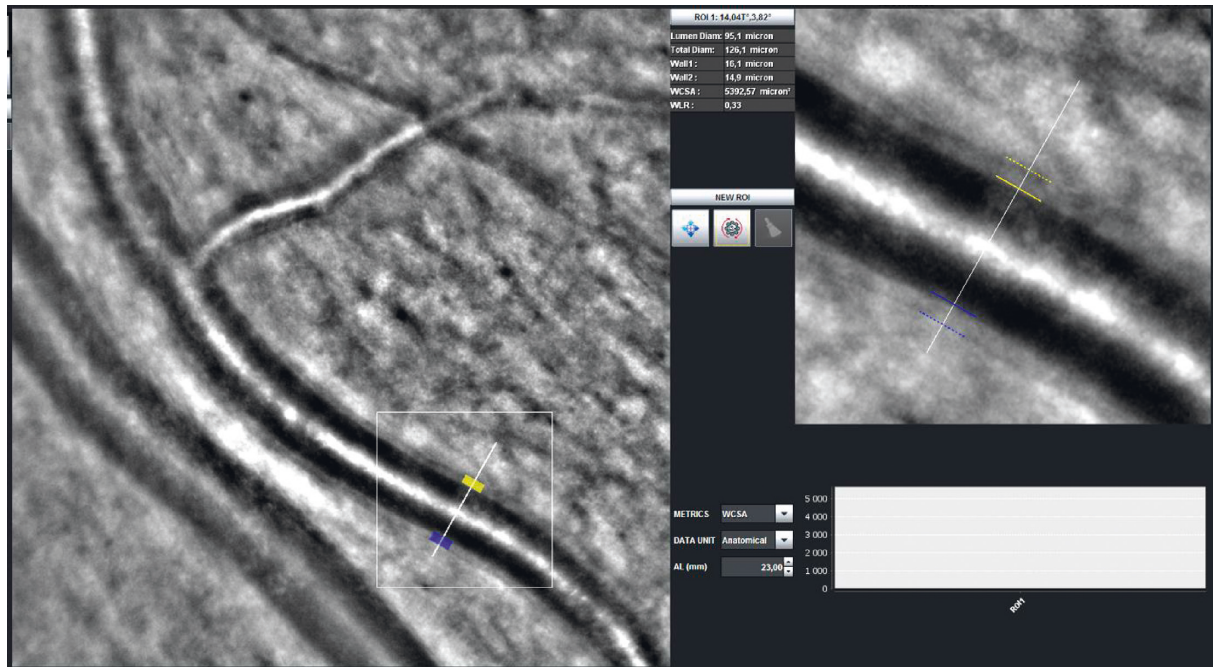 ROI 1: 14,04T°,3,82°
Lumen Diam: 95,1 micron
Total Diam: 126,1 micron
Wall1 : 16,1 micron
Wall2 : 14,9 micron
WCSA : 5392,57 micron²
WLR : 0,33
NEW ROI
METRICS WCSA
DATA UNIT Anatomical
AL (mm) 23,00
5 000
4 000
3 000
2 000
1 000
0
ROI1